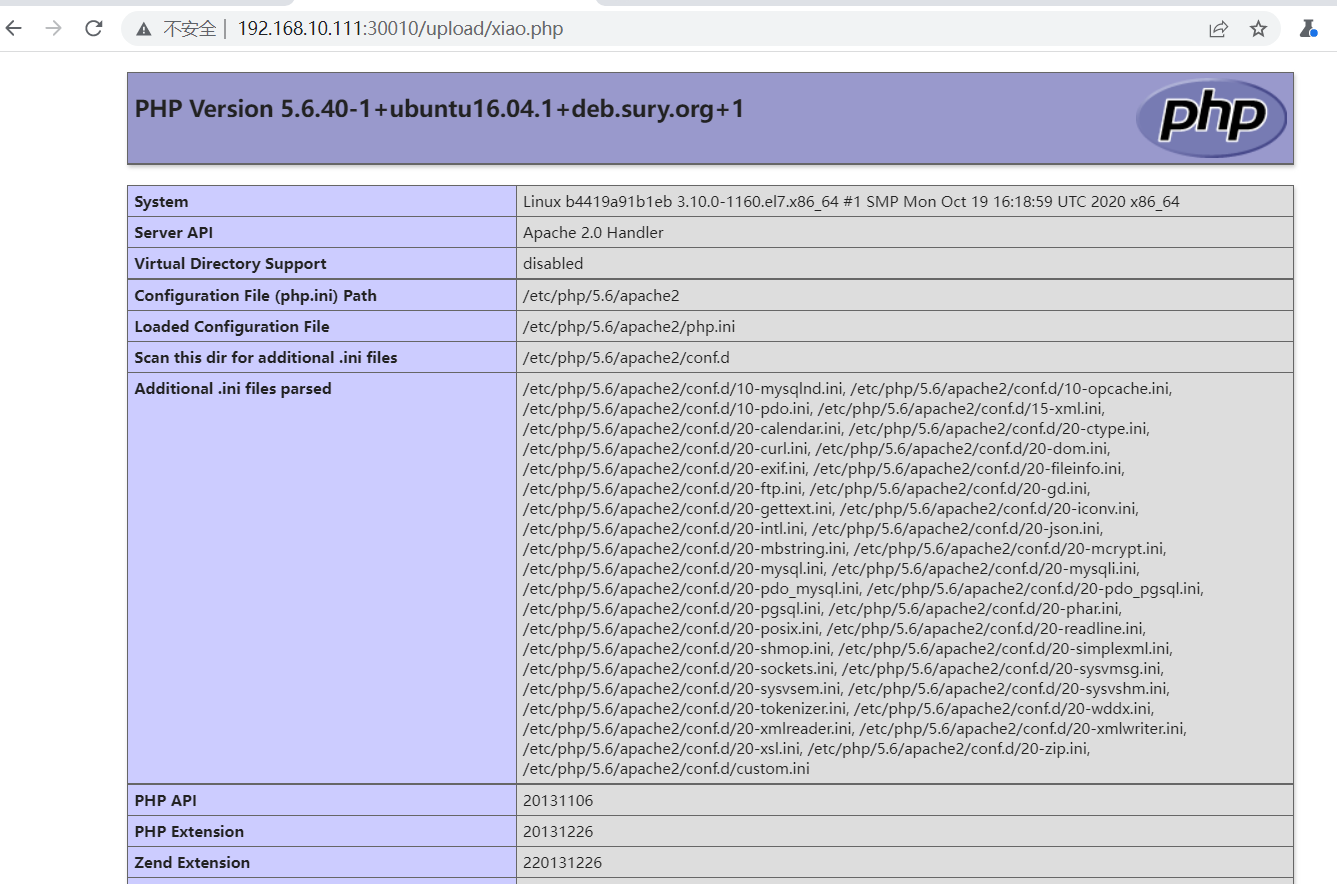 不安全 | 192.168.10.111:30010/upload/xiao.php
PHP Version 5.6.40-1+ubuntu16.04.1+deb.sury.org+1
php
System Linux b4419a91b1eb 3.10.0-1160.el7.x86_64 #1 SMP Mon Oct 19 16:18:59 UTC 2020 x86_64
Server API Apache 2.0 Handler
Virtual Directory Support disabled
Configuration File (php.ini) Path /etc/php/5.6/apache2
Loaded Configuration File /etc/php/5.6/apache2/php.ini
Scan this dir for additional .ini files /etc/php/5.6/apache2/conf.d
Additional .ini files parsed /etc/php/5.6/apache2/conf.d/10-mysqlnd.ini, /etc/php/5.6/apache2/conf.d/10-opcache.ini,
/etc/php/5.6/apache2/conf.d/10-pdo.ini, /etc/php/5.6/apache2/conf.d/15-xml.ini,
/etc/php/5.6/apache2/conf.d/20-calendar.ini, /etc/php/5.6/apache2/conf.d/20-ctype.ini,
/etc/php/5.6/apache2/conf.d/20-curl.ini, /etc/php/5.6/apache2/conf.d/20-dom.ini,
/etc/php/5.6/apache2/conf.d/20-exif.ini, /etc/php/5.6/apache2/conf.d/20-fileinfo.ini,
/etc/php/5.6/apache2/conf.d/20-ftp.ini, /etc/php/5.6/apache2/conf.d/20-gd.ini,
/etc/php/5.6/apache2/conf.d/20-gettext.ini, /etc/php/5.6/apache2/conf.d/20-iconv.ini,
/etc/php/5.6/apache2/conf.d/20-intl.ini, /etc/php/5.6/apache2/conf.d/20-json.ini,
/etc/php/5.6/apache2/conf.d/20-mbstring.ini, /etc/php/5.6/apache2/conf.d/20-mcrypt.ini,
/etc/php/5.6/apache2/conf.d/20-mysql.ini, /etc/php/5.6/apache2/conf.d/20-mysqli.ini,
/etc/php/5.6/apache2/conf.d/20-pdo_mysql.ini, /etc/php/5.6/apache2/conf.d/20-pdo_pgsql.ini,
/etc/php/5.6/apache2/conf.d/20-pgsql.ini, /etc/php/5.6/apache2/conf.d/20-phar.ini,
/etc/php/5.6/apache2/conf.d/20-posix.ini, /etc/php/5.6/apache2/conf.d/20-readline.ini,
/etc/php/5.6/apache2/conf.d/20-shmop.ini, /etc/php/5.6/apache2/conf.d/20-simplexml.ini,
/etc/php/5.6/apache2/conf.d/20-sockets.ini, /etc/php/5.6/apache2/conf.d/20-sysvmsg.ini,
/etc/php/5.6/apache2/conf.d/20-sysvsem.ini, /etc/php/5.6/apache2/conf.d/20-sysvshm.ini,
/etc/php/5.6/apache2/conf.d/20-tokenizer.ini, /etc/php/5.6/apache2/conf.d/20-wddx.ini,
/etc/php/5.6/apache2/conf.d/20-xmlreader.ini, /etc/php/5.6/apache2/conf.d/20-xmlwriter.ini,
/etc/php/5.6/apache2/conf.d/20-xsl.ini, /etc/php/5.6/apache2/conf.d/20-zip.ini,
/etc/php/5.6/apache2/conf.d/custom.ini
PHP API 20131106
PHP Extension 20131226
Zend Extension 220131226